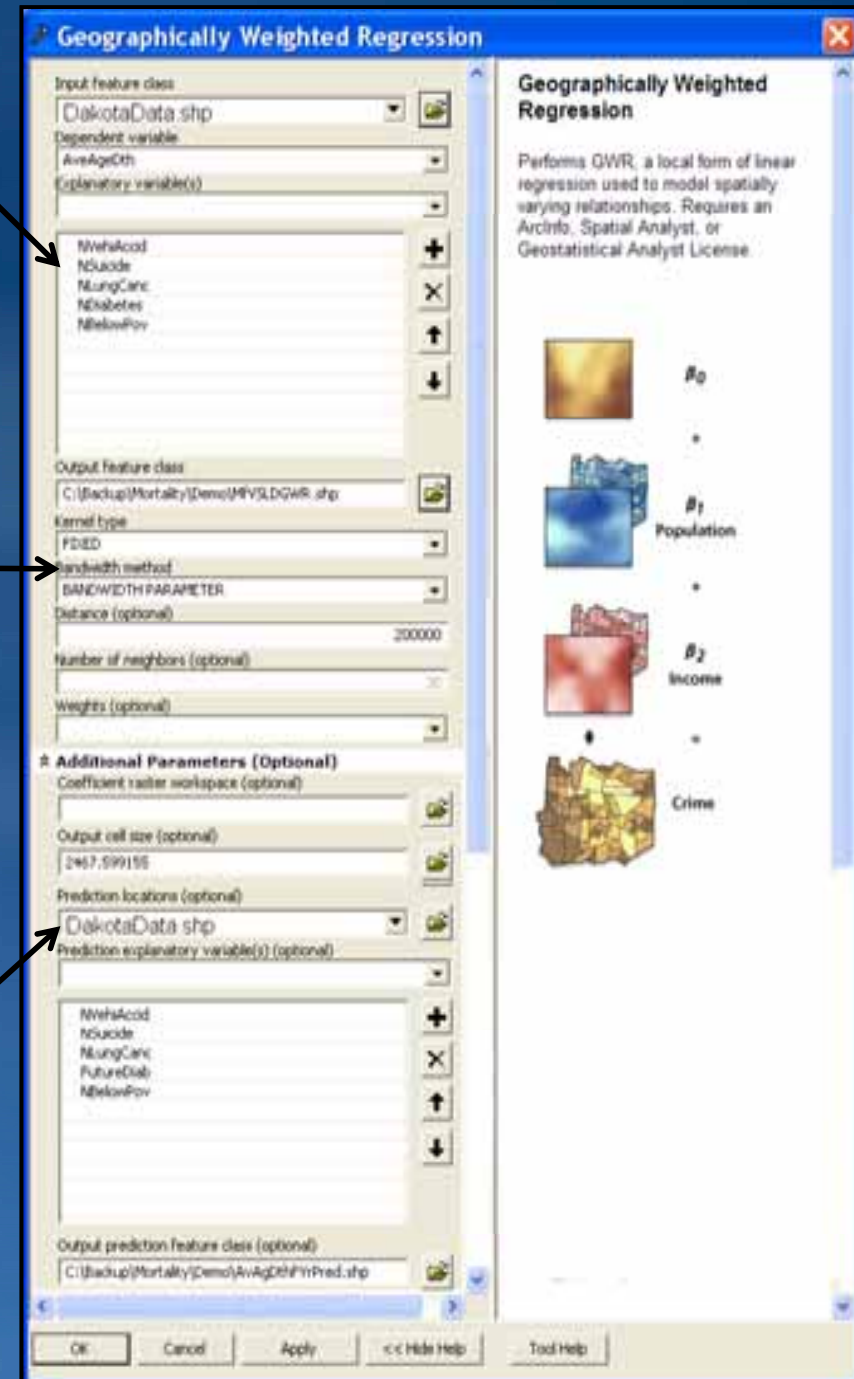 Geographically Weighted Regression
Input feature class
DakotaData.shp
Dependent variable
AveAgeDth
Explanatory variable(s)
NVehiAccid
NSuicide
NLungCanc
NDiabetes
NBelowPov
Output feature class
C:\Backup\Mortality\Demo\MFVSLDGWR.shp
Kernel type
FIXED
Bandwidth method
BANDWIDTH PARAMETER
Distance (optional)
200000
Number of neighbors (optional)
30
Weights (optional)
Additional Parameters (Optional)
Coefficient raster workspace (optional)
Output cell size (optional)
2467.599155
Prediction locations (optional)
DakotaData.shp
Prediction explanatory variable(s) (optional)
NVehiAccid
NSuicide
NLungCanc
FutureDiab
NBelowPov
Output prediction feature class (optional)
C:\Backup\Mortality\Demo\AvAgDthFYrPred.shp
OK Cancel Apply << Hide Help Tool Help
Geographically Weighted
Regression
Performs GWR, a local form of linear
regression used to model spatially
varying relationships. Requires an
ArcInfo, Spatial Analyst, or
Geostatistical Analyst License.
β0
+
β1
Population
+
β2
Income
=
Crime